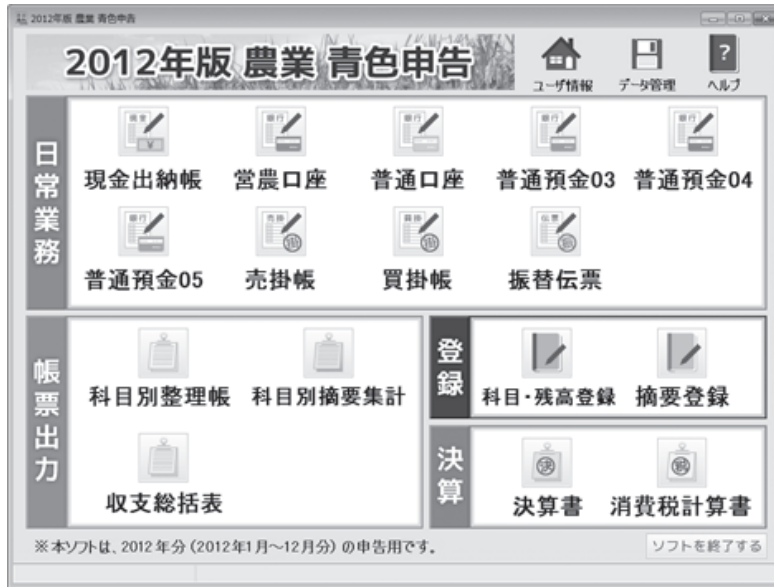 2012年版 農業 青色申告
2012年版 農業 青色申告
ユーザ情報 データ管理 ヘルプ
日常業務
現金出納帳 営農口座 普通口座 普通預金03 普通預金04
普通預金05 売掛帳 買掛帳 振替伝票
帳票出力
科目別整理帳 科目別摘要集計
収支総括表
登録
科目・残高登録 摘要登録
決算
決算書 消費税計算書
※本ソフトは、2012年分(2012年1月～12月分)の申告用です。
ソフトを終了する